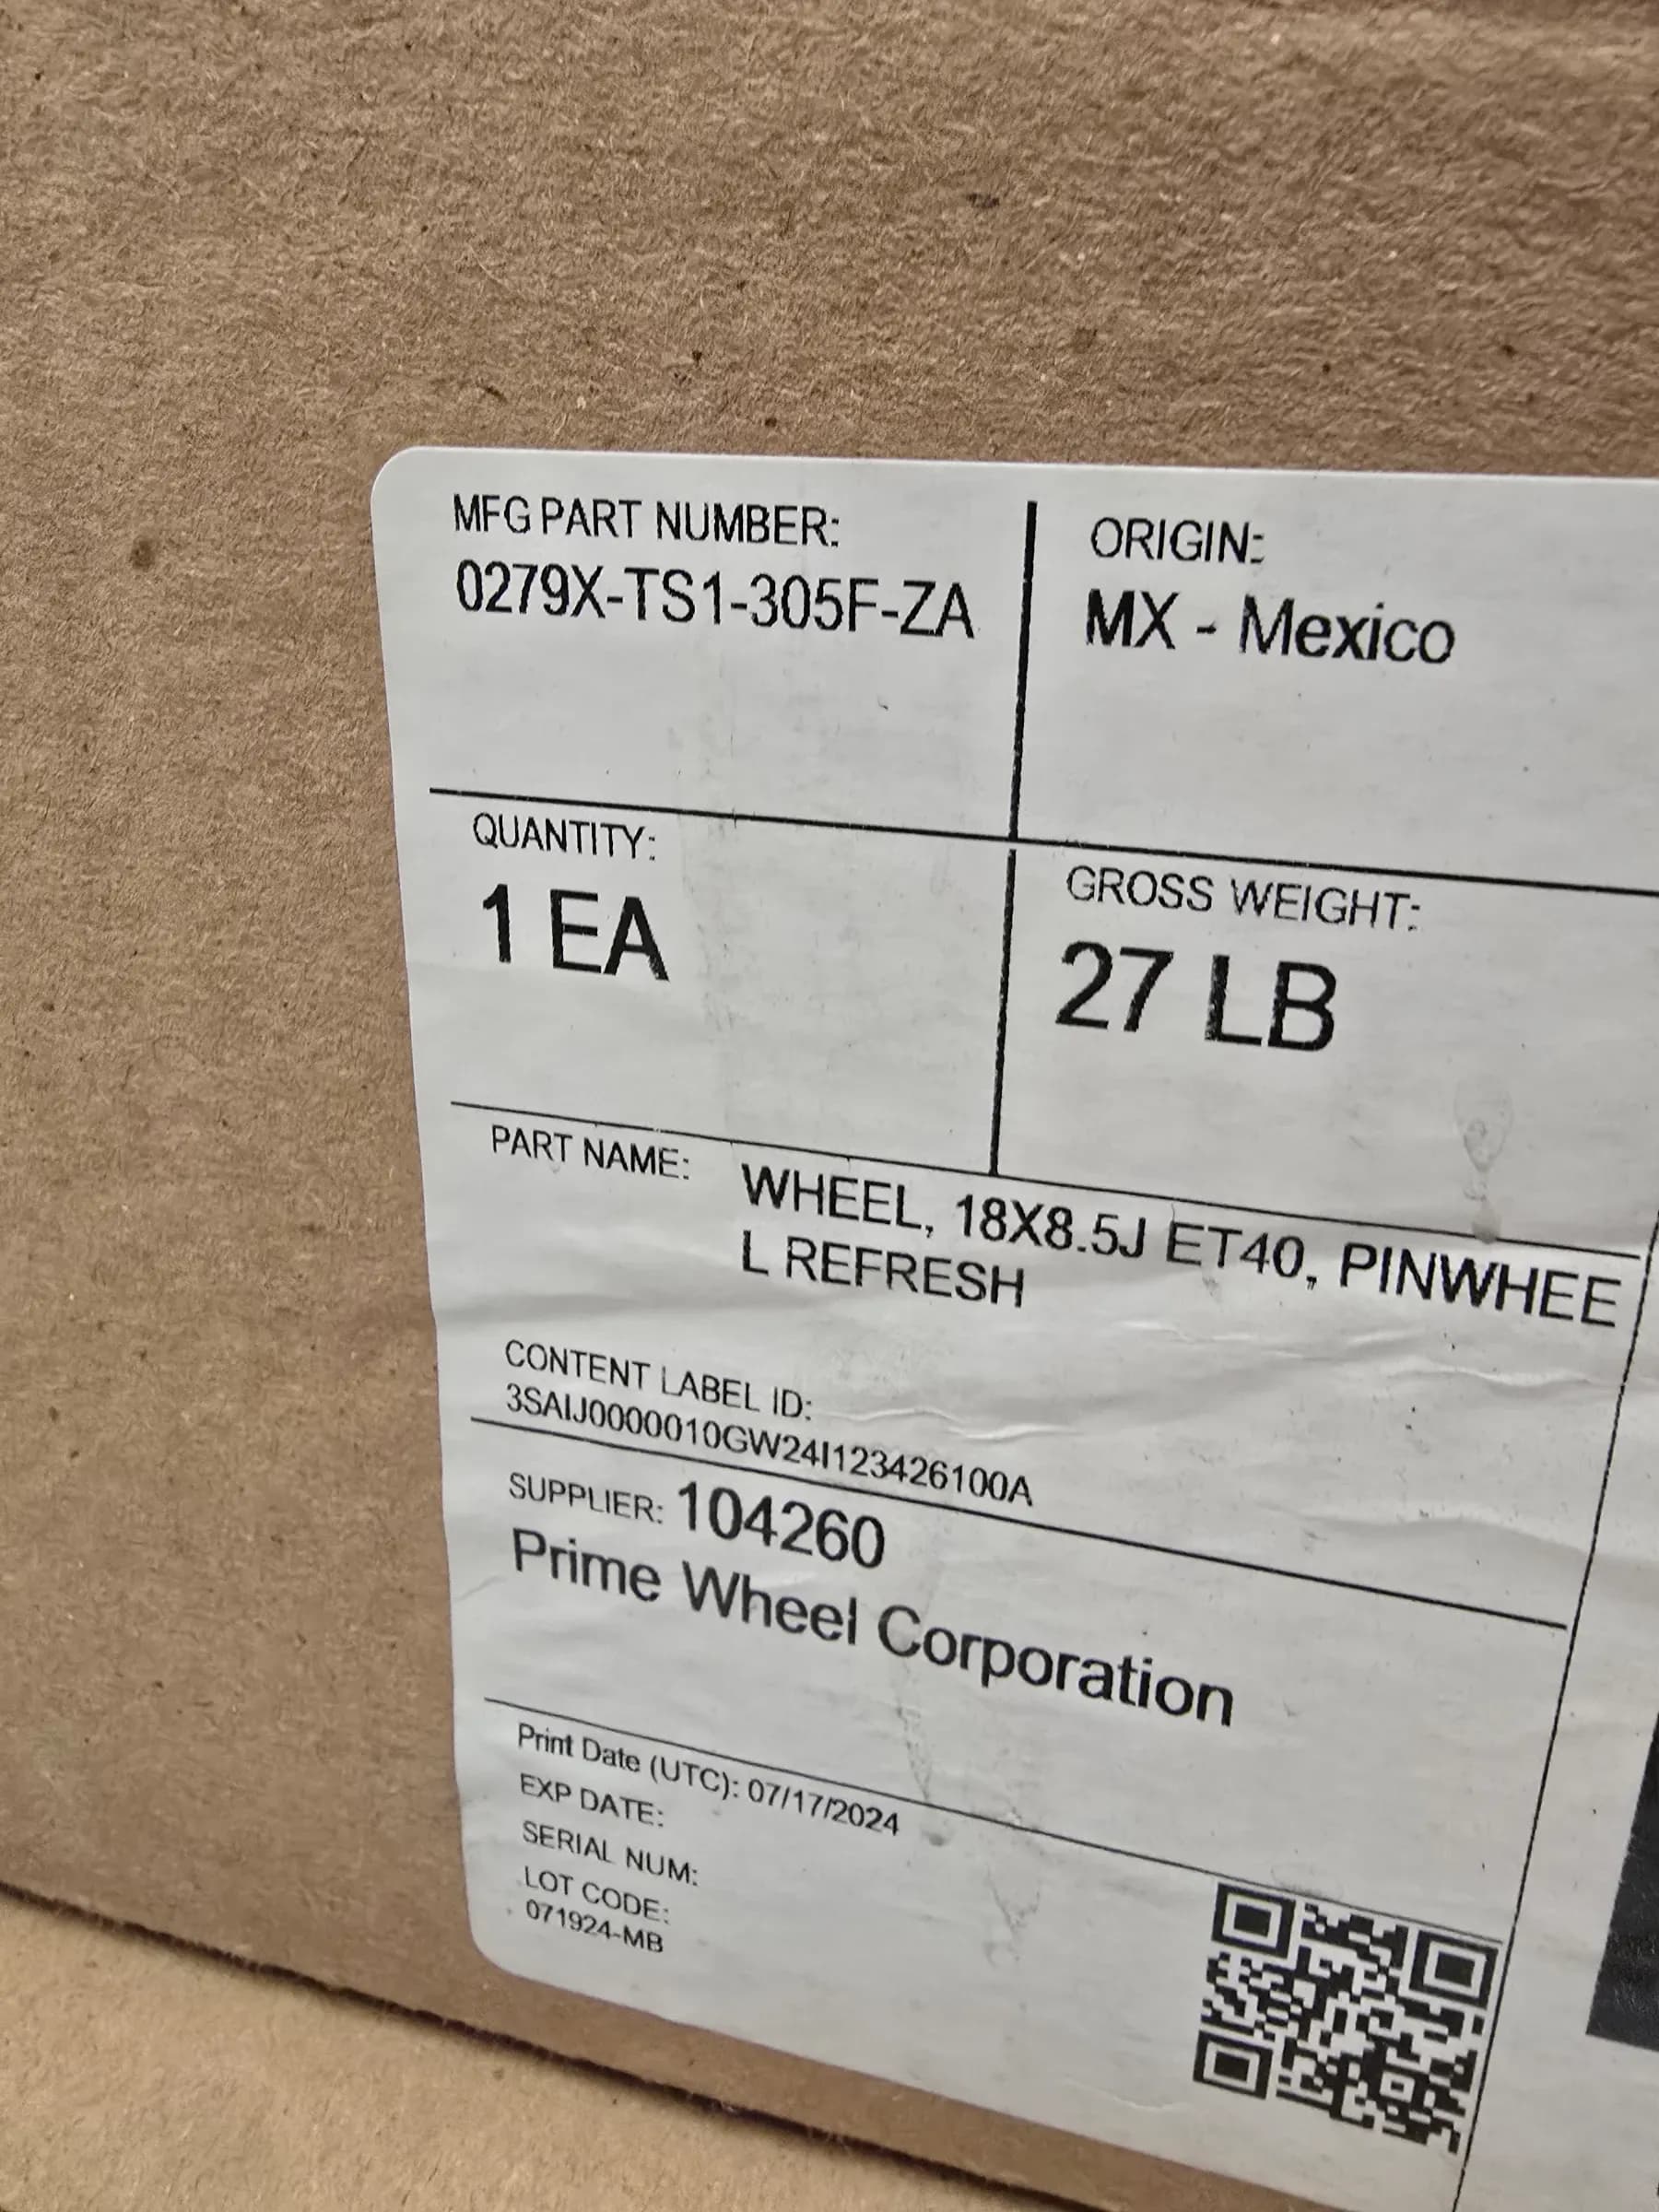 MFG PART NUMBER:
0279X-TS1-305F-ZA
ORIGIN:
MX - Mexico
QUANTITY:
1 EA
GROSS WEIGHT:
27 LB
PART NAME:
WHEEL, 18X8.5J ET40, PINWHEE
L REFRESH
CONTENT LABEL ID:
3SAIJ0000010GW24I123426100A
SUPPLIER: 104260
Prime Wheel Corporation
Print Date (UTC): 07/17/2024
EXP DATE:
SERIAL NUM:
LOT CODE:
071924-MB